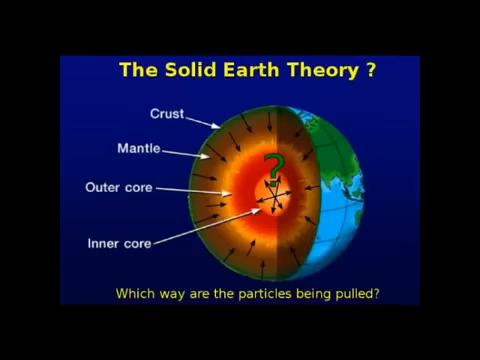 The Solid Earth Theory ?
Crust
Mantle
?
Outer core
Inner core
Which way are the particles being pulled?